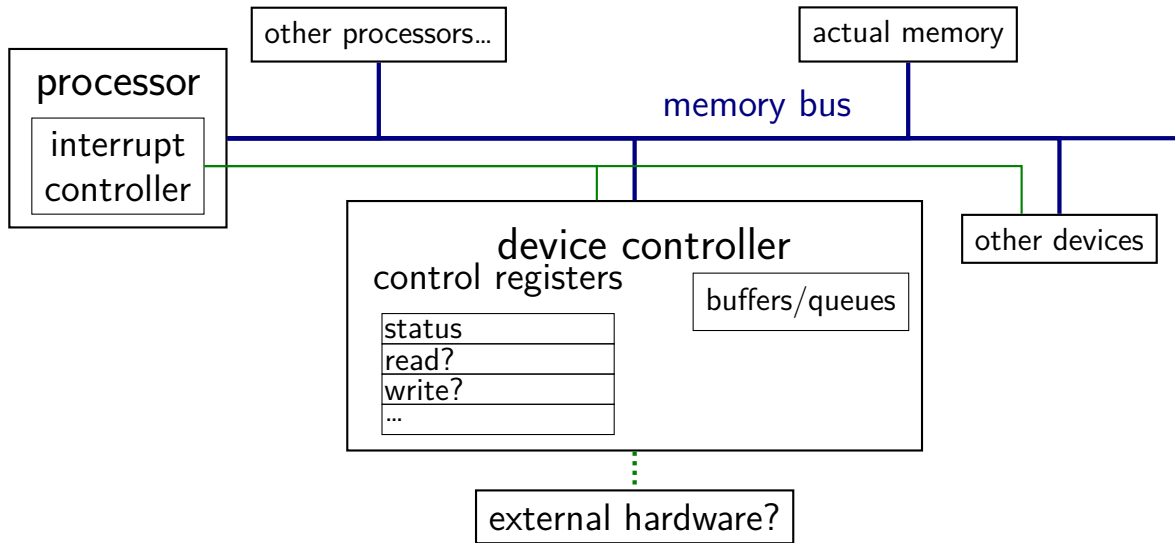 other processors…
actual memory
processor
memory bus
interrupt
controller
device controller
other devices
control registers
buffers/queues
status
read?
write?
…
external hardware?